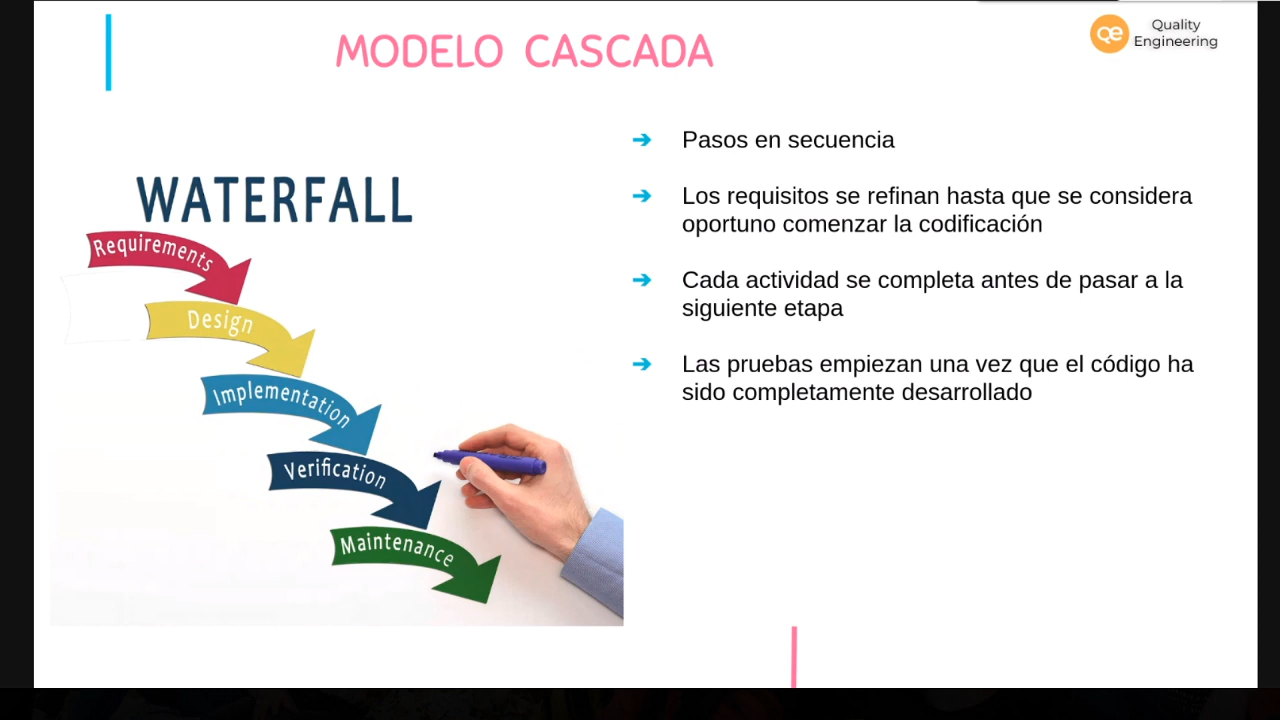 MODELO CASCADA
Quality
Engineering
WATERFALL
Requirements
Design
Implementation
Verification
Maintenance
Pasos en secuencia
Los requisitos se refinan hasta que se considera
oportuno comenzar la codificación
Cada actividad se completa antes de pasar a la
siguiente etapa
Las pruebas empiezan una vez que el código ha
sido completamente desarrollado